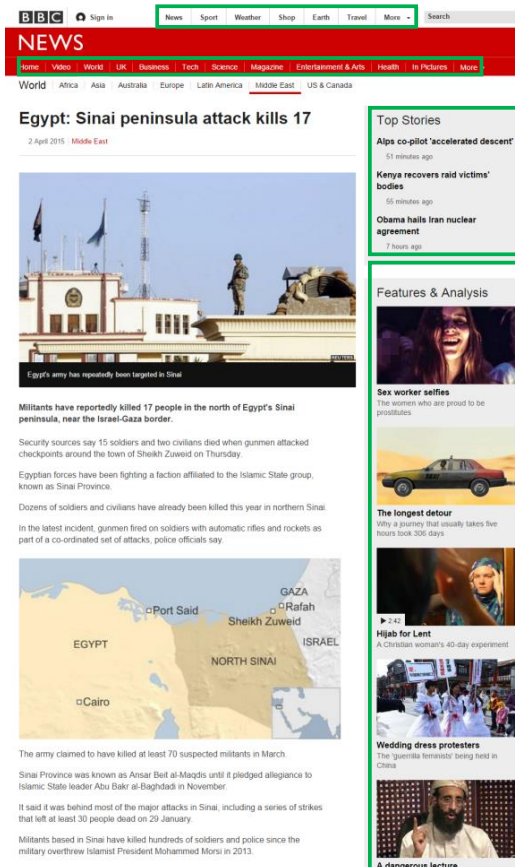 BBC Sign in News Sport Weather Shop Earth Travel More Search
NEWS
Home Video World UK Business Tech Science Magazine Entertainment & Arts Health In Pictures More
World Africa Asia Australia Europe Latin America Middle East US & Canada
Egypt: Sinai peninsula attack kills 17
2 April 2015 Middle East
REUTERS
Egypt's army has repeatedly been targeted in Sinai
Militants have reportedly killed 17 people in the north of Egypt's Sinai
peninsula, near the Israel-Gaza border.
Security sources say 15 soldiers and two civilians died when gunmen attacked
checkpoints around the town of Sheikh Zuweid on Thursday.
Egyptian forces have been fighting a faction affiliated to the Islamic State group,
known as Sinai Province.
Dozens of soldiers and civilians have already been killed this year in northern Sinai.
In the latest incident, gunmen fired on soldiers with automatic rifles and rockets as
part of a co-ordinated set of attacks, police officials say.
GAZA
Port Said
Rafah
Sheikh Zuweid
EGYPT
ISRAEL
NORTH SINAI
Cairo
The army claimed to have killed at least 70 suspected militants in March.
Sinai Province was known as Ansar Beit al-Maqdis until it pledged allegiance to
Islamic State leader Abu Bakr al-Baghdadi in November.
It said it was behind most of the major attacks in Sinai, including a series of strikes
that left at least 30 people dead on 29 January.
Militants based in Sinai have killed hundreds of soldiers and police since the
military overthrew Islamist President Mohammed Morsi in 2013.
Top Stories
Alps co-pilot 'accelerated descent'
51 minutes ago
Kenya recovers raid victims'
bodies
55 minutes ago
Obama hails Iran nuclear
agreement
7 hours ago
Features & Analysis
Sex worker selfies
The women who are proud to be
prostitutes
TAXI
The longest detour
Why a journey that usually takes five
hours took 306 days
2:42
Hijab for Lent
A Christian woman's 40-day experiment
Wedding dress protesters
The 'guerrilla feminists' being held in
China
A dangerous lecture